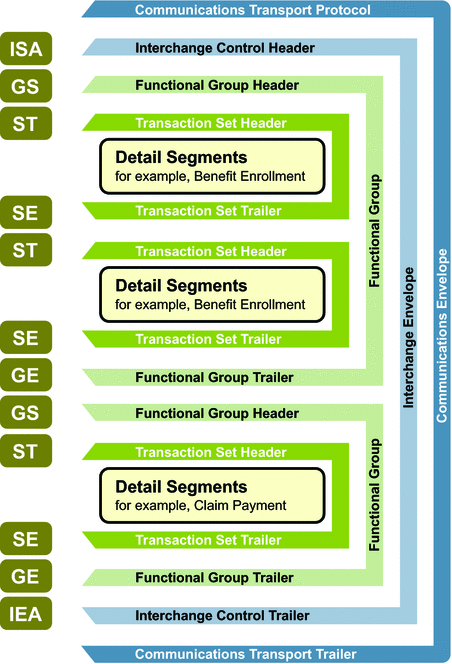 Communications Transport Protocol
ISA Interchange Control Header
GS Functional Group Header
ST Transaction Set Header
Detail Segments
for example, Benefit Enrollment
SE Transaction Set Trailer
ST Transaction Set Header
Detail Segments
for example, Benefit Enrollment
SE Transaction Set Trailer
GE Functional Group Trailer
Functional Group
GS Functional Group Header
ST Transaction Set Header
Detail Segments
for example, Claim Payment
SE Transaction Set Trailer
GE Functional Group Trailer
Functional Group
IEA Interchange Control Trailer
Interchange Envelope
Communications Transport Trailer
Communications Envelope